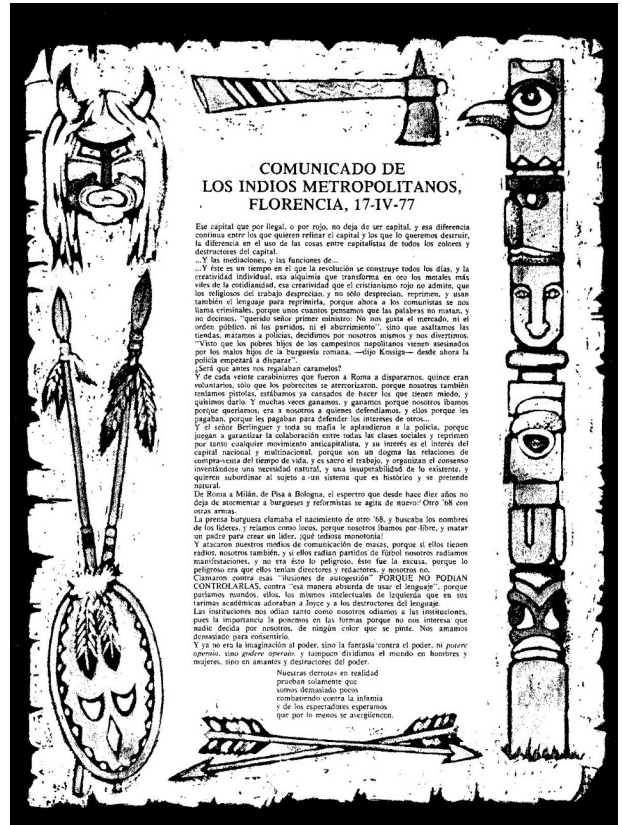 COMUNICADO DE
LOS INDIOS METROPOLITANOS,
FLORENCIA, 17-IV-77
Ese capital que por ilegal, o por rojo, no deja de ser capital, y esa diferencia
continua entre los que quieren refinar el capital y los que lo queremos destruir,
la diferencia en el uso de las cosas entre capitalistas de todos los colores y
destructores del capital.
...Y las mediaciones, y las funciones de...
...Y éste es un tiempo en el que la revolución se construye todos los días, y la
creatividad individual, esa alquimia que transforma en oro los metales más
viles de la cotidianidad, esa creatividad que el cristianismo rojo no admite, que
los religiosos del trabajo desprecian, y no sólo desprecian, reprimen, y usan
también el lenguaje para reprimirla, porque ahora a los comunistas se nos
llama criminales, porque unos cuantos pensamos que las palabras no matan, y
no decimos, "querido señor primer ministro: No nos gusta el mercado, ni el
orden público, ni los partidos, ni el aburrimiento", sino que asaltamos las
tiendas, matamos a policías, decidimos por nosotros mismos y nos divertimos.
"Visto que los pobres hijos de los campesinos napolitanos vienen asesinados
por los malos hijos de la burguesía romana, —dijo Kossiga— desde ahora la
policía empezará a disparar".
¿Será que antes nos regalaban caramelos?
Y de cada veinte carabinieres que fueron a Roma a dispararnos, quince eran
voluntarios, sólo que los pobrecitos se aterrorizaron, porque nosotros también
teníamos pistolas, estábamos ya cansados de hacer los que tienen miedo, y
quisimos darlo. Y muchas veces ganamos, y ganamos porque nosotros íbamos
porque queríamos, era a nosotros a quienes defendíamos, y ellos porque les
pagaban, porque les pagaban para defender los intereses de otros...
Y el señor Berlinguer y toda su mafia le aplaudieron a la policía, porque
juegan a garantizar la colaboración entre todas las clases sociales y reprimen
por tanto cualquier movimiento anticapitalista, y su interés es el interés del
capital nacional y multinacional, porque son un dogma las relaciones de
compra-venta del tiempo de vida, y es sacro el trabajo, y organizan el consenso
inventándose una necesidad natural, y una insuperabilidad de lo existente, y
quieren subordinar al sujeto a un sistema que es histórico y se pretende
natural.
De Roma a Milán, de Pisa a Bologna, el espectro que desde hace diez años no
deja de atormentar a burgueses y reformistas se agita de nuevo: Otro '68 con
otras armas.
La prensa burguesa clamaba el nacimiento de otro '68, y buscaba los nombres
de los líderes, y reíamos como locos, porque nosotros íbamos por libre, y matar
un padre para crear un líder, ¡qué tediosa monotonía!
Y atacaron nuestros medios de comunicación de masas, porque si ellos tienen
radios, nosotros también, y si ellos radian partidos de fútbol nosotros radiamos
manifestaciones, y no era ésto lo peligroso, ésto fue la excusa, porque lo
peligroso era que ellos tenían directores y redactores, y nosotros no.
Clamaron contra esas "ilusiones de autogestión" PORQUE NO PODIAN
CONTROLARLAS, contra "esa manera absurda de usar el lenguaje", porque
paríamos mundos, ellos, los mismos intelectuales de izquierda que en sus
tarimas académicas adoraban a Joyce y a los destructores del lenguaje.
Las instituciones nos odian tanto como nosotros odiamos a las instituciones,
pues la importancia la ponemos en las formas porque no nos interesa que
nadie decida por nosotros, de ningún color que se pinte. Nos amamos
demasiado para consentirlo.
Y ya no era la imaginación al poder, sino la fantasía contra el poder, ni potere
operaio, sino godere operaio, y tampoco dividimos el mundo en hombres y
mujeres, sino en amantes y destructores del poder.
Nuestras derrotas en realidad
prueban solamente que
somos demasiado pocos
combatiendo contra la infamia
y de los espectadores esperamos
que por lo menos se avergüencen.